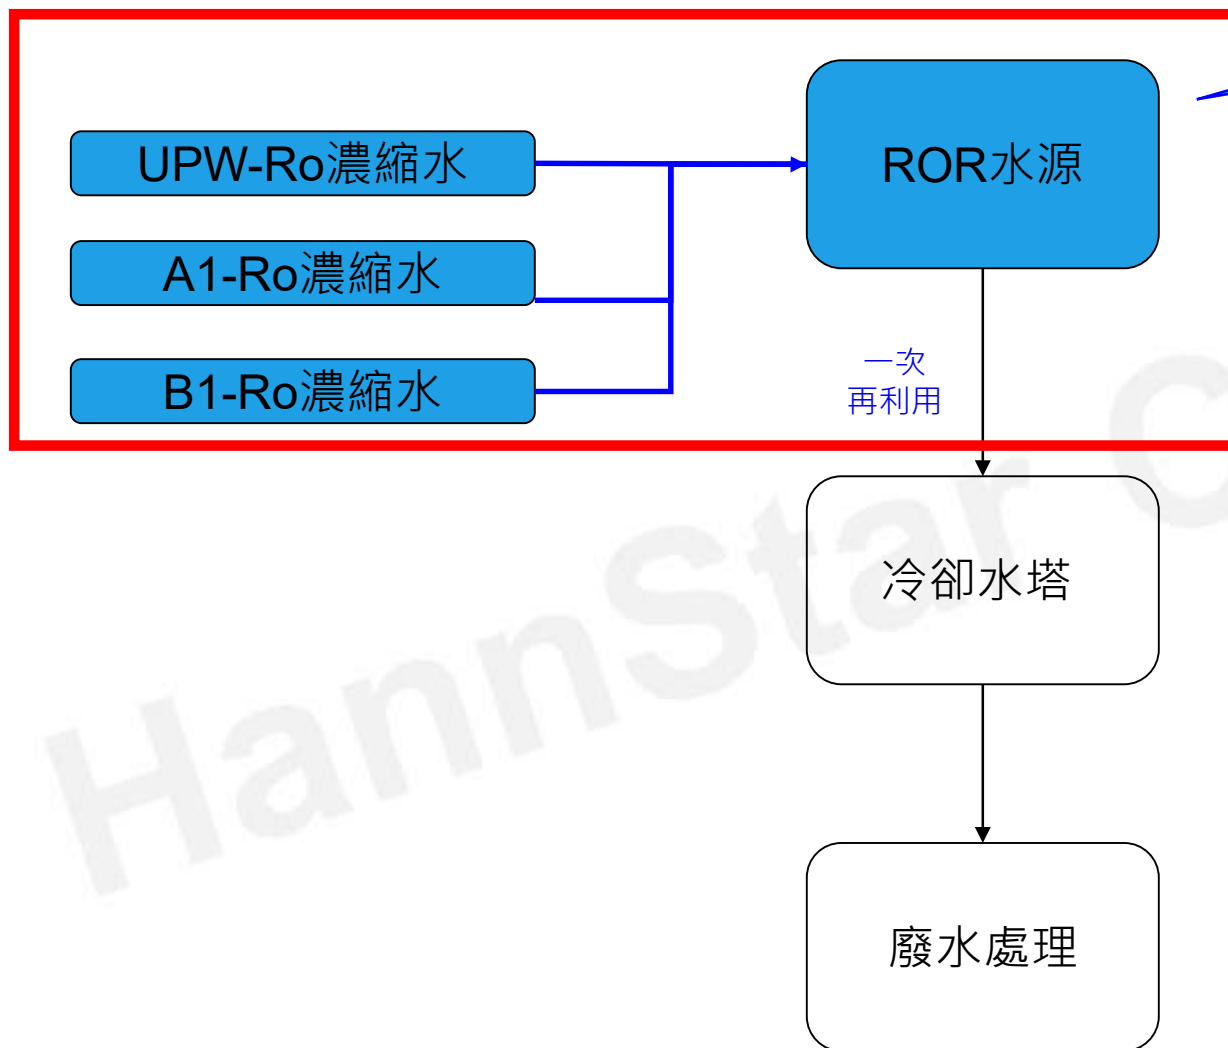 UPW-Ro濃縮水
ROR水源
A1-Ro濃縮水
B1-Ro濃縮水
一次
再利用
冷卻水塔
廢水處理
HannStar C